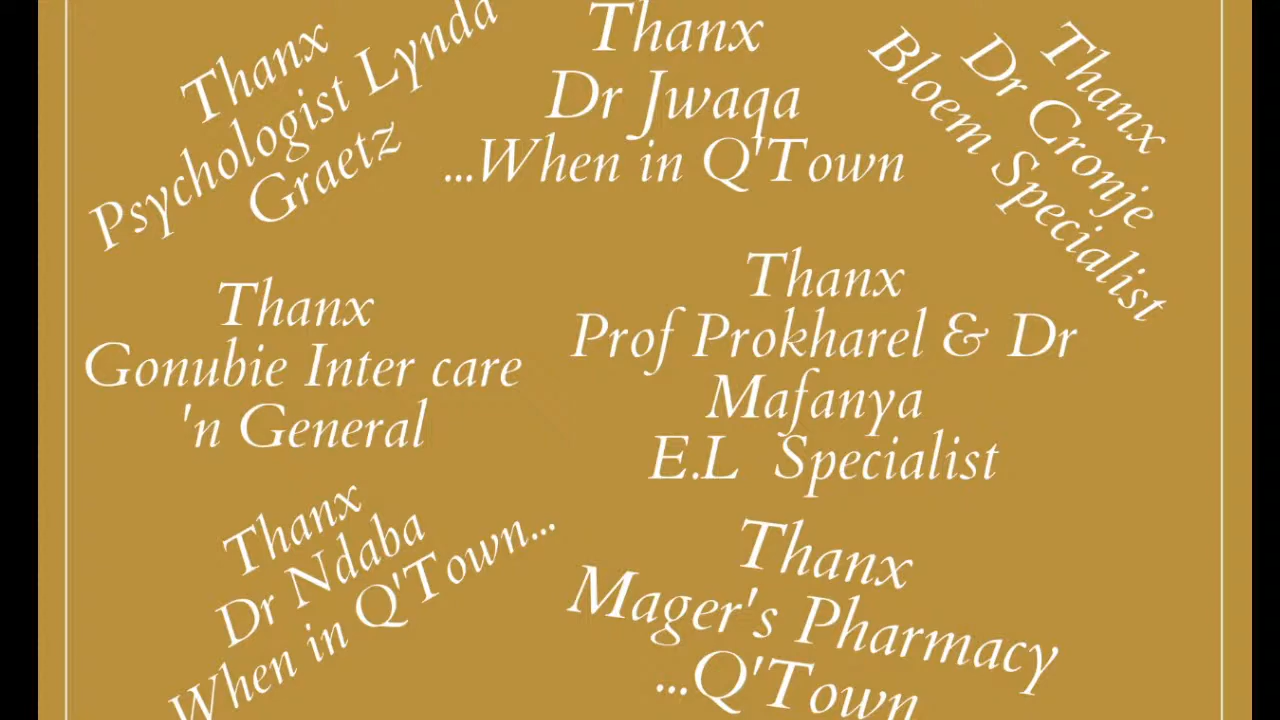 Thanx
Psychologist Lynda
Graetz
Thanx
Dr Jwaqa
...When in Q'Town
Thanx
Dr Cronje
Bloem Specialist
Thanx
Gonubie Inter care
'n General
Thanx
Prof Prokharel & Dr
Mafanya
E.L Specialist
Thanx
Dr Ndaba
When in Q'Town...
Thanx
Mager's Pharmacy
...Q'Town